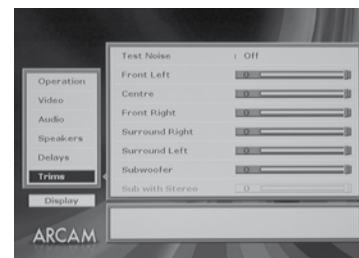 Operation
Video
Audio
Speakers
Delays
Trims
Display
Test Noise : Off
Front Left 0
Centre 0
Front Right 0
Surround Right 0
Surround Left 0
Subwoofer 0
Sub with Stereo 0
ARCAM